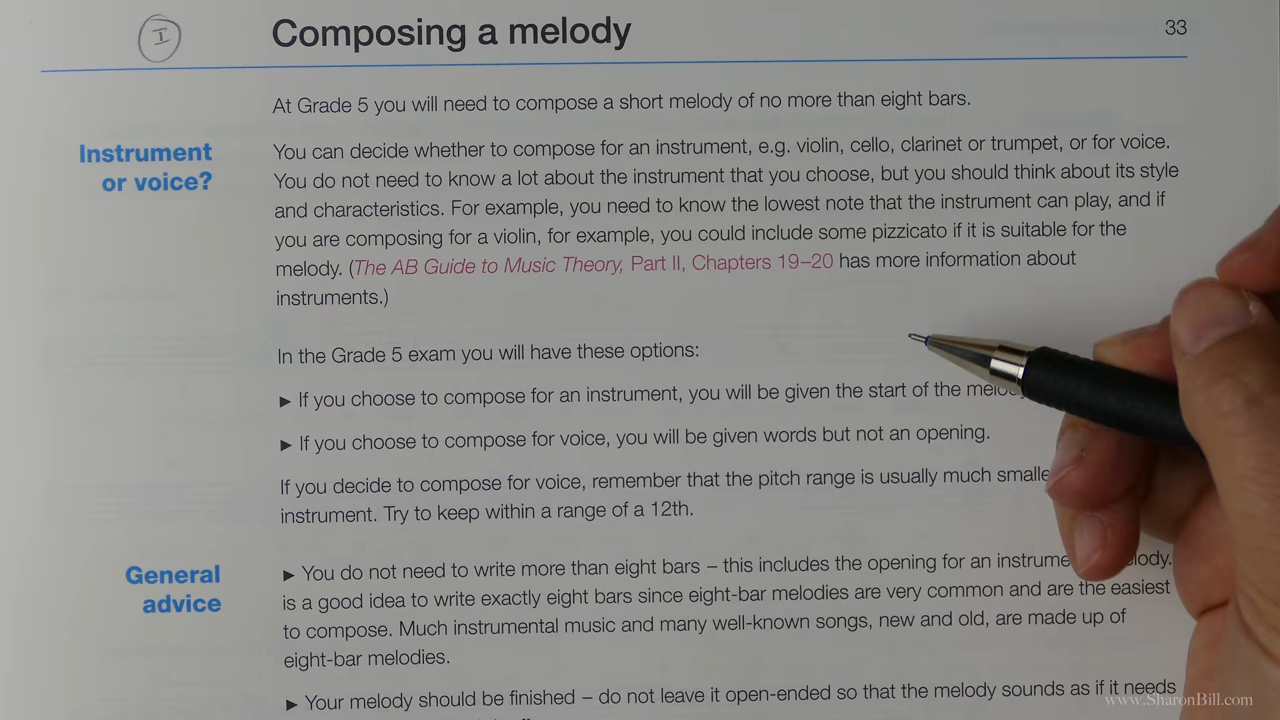 I
Composing a melody
33
At Grade 5 you will need to compose a short melody of no more than eight bars.
Instrument
or voice?
You can decide whether to compose for an instrument, e.g. violin, cello, clarinet or trumpet, or for voice.
You do not need to know a lot about the instrument that you choose, but you should think about its style
and characteristics. For example, you need to know the lowest note that the instrument can play, and if
you are composing for a violin, for example, you could include some pizzicato if it is suitable for the
melody. (The AB Guide to Music Theory, Part II, Chapters 19–20 has more information about
instruments.)
In the Grade 5 exam you will have these options:
► If you choose to compose for an instrument, you will be given the start of the
► If you choose to compose for voice, you will be given words but not an opening.
If you decide to compose for voice, remember that the pitch range is usually much
instrument. Try to keep within a range of a 12th.
General
advice
► You do not need to write more than eight bars – this includes the opening for an
is a good idea to write exactly eight bars since eight-bar melodies are very common and are the easiest
to compose. Much instrumental music and many well-known songs, new and old, are made up of
eight-bar melodies.
► Your melody should be finished – do not leave it open-ended so that the melody sounds as if it needs
www.SharonBill.com